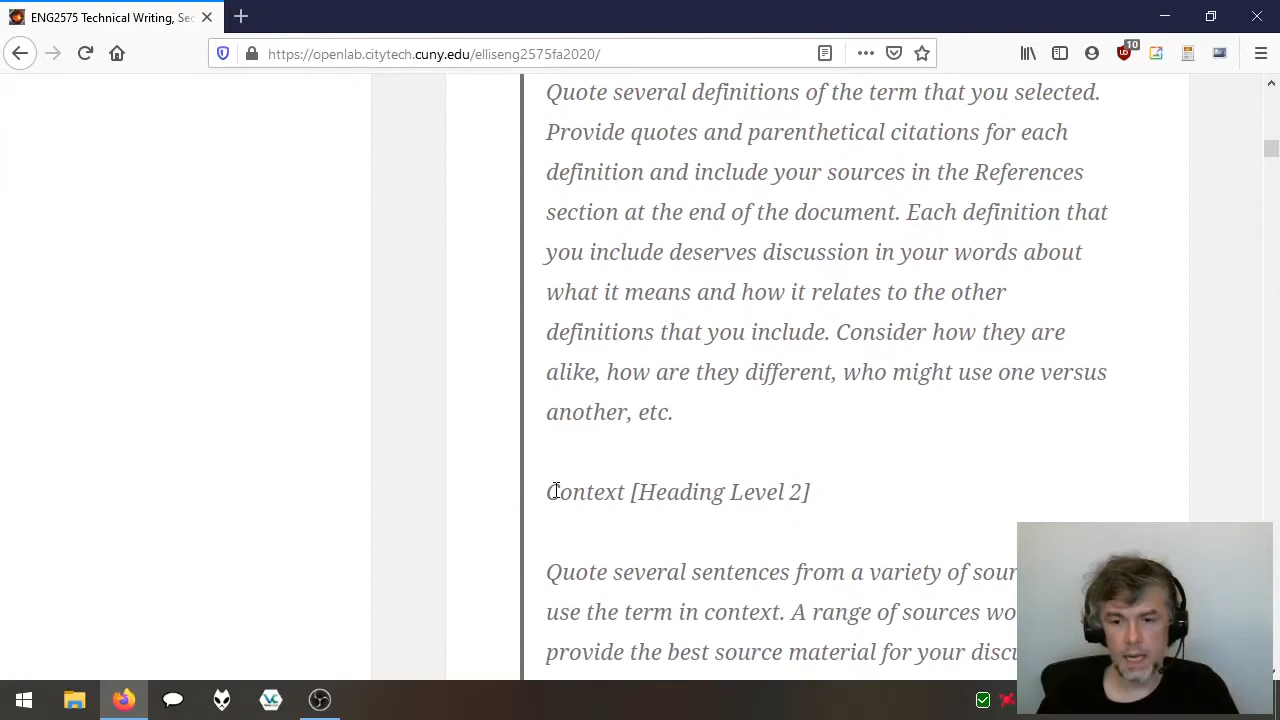 ENG2575 Technical Writing, Sec
https://openlab.citytech.cuny.edu/elliseng2575fa2020/
10
Quote several definitions of the term that you selected.
Provide quotes and parenthetical citations for each
definition and include your sources in the References
section at the end of the document. Each definition that
you include deserves discussion in your words about
what it means and how it relates to the other
definitions that you include. Consider how they are
alike, how are they different, who might use one versus
another, etc.
Context [Heading Level 2]
Quote several sentences from a variety of sour
use the term in context. A range of sources wo
provide the best source material for your discu